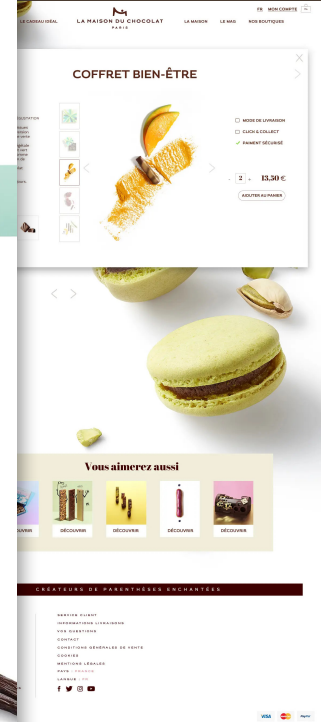 FR MON COMPTE
LE CADEAU IDÉAL
LA MAISON DU CHOCOLAT
PARIS
LA MAISON
LE MAG
NOS BOUTIQUES
COFFRET BIEN-ÊTRE
MODE DE LIVRAISON
CLICK & COLLECT
PAIMENT SÉCURISÉ
- 2 + 13,50 €
AJOUTER AU PANIER
Vous aimerez aussi
DÉCOUVRIR
DÉCOUVRIR
DÉCOUVRIR
DÉCOUVRIR
CRÉATEURS DE PARENTHÈSES ENCHANTÉES
SERVICE CLIENT
INFORMATIONS LIVRAISONS
VOS QUESTIONS
CONTACT
CONDITIONS GÉNÉRALES DE VENTE
COOKIES
MENTIONS LÉGALES
PAYS : FRANCE
LANGUE : FR
VISA